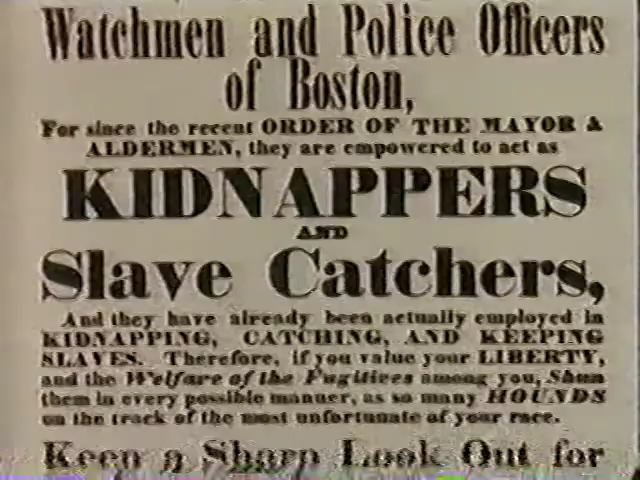 Watchmen and Police Officers
of Boston,
For since the recent ORDER OF THE MAYOR &
ALDERMEN, they are empowered to act as
KIDNAPPERS
AND
Slave Catchers,
And they have already been actually employed in
KIDNAPPING, CATCHING, AND KEEPING
SLAVES. Therefore, if you value your LIBERTY,
and the Welfare of the Fugitives among you, Shun
them in every possible manner, as so many HOUNDS
on the track of the most unfortunate of your race.
Keep a Sharp Look Out for